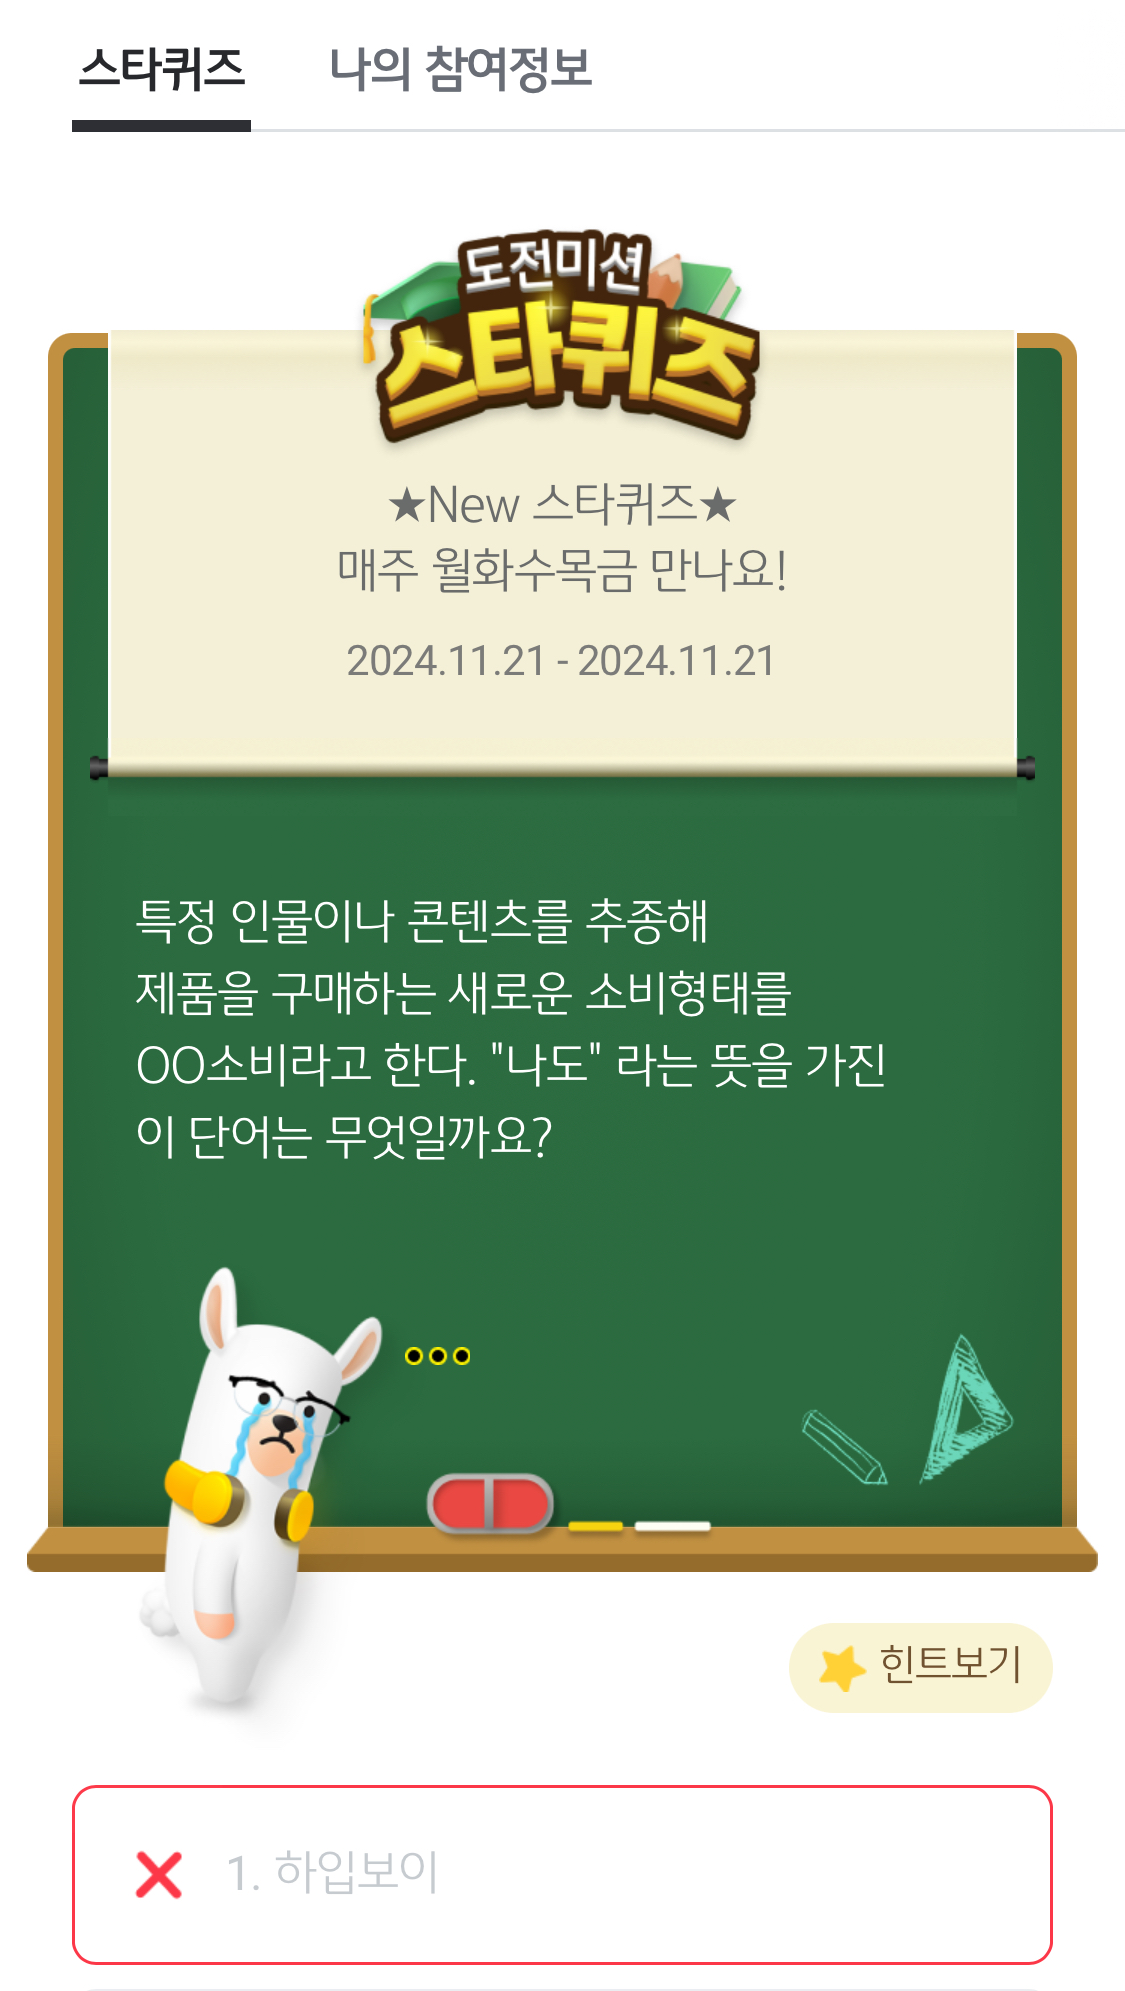 스타퀴즈 나의 참여정보
도전미션
스타퀴즈
★New 스타퀴즈★
매주 월화수목금 만나요!
2024.11.21 - 2024.11.21
특정 인물이나 콘텐츠를 추종해
제품을 구매하는 새로운 소비형태를
OO소비라고 한다. "나도" 라는 뜻을 가진
이 단어는 무엇일까요?
힌트보기
1. 하입보이